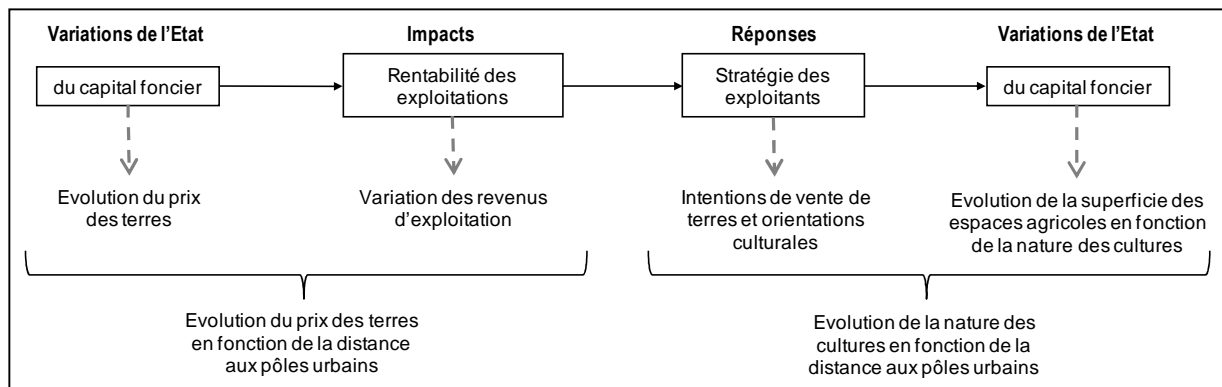 Variations de l'Etat
Impacts
Réponses
Variations de l'Etat
du capital foncier
Rentabilité des
exploitations
Stratégie des
exploitants
du capital foncier
Evolution du prix
des terres
Variation des revenus
d'exploitation
Intentions de vente de
terres et orientations
culturales
Evolution de la superficie des
espaces agricoles en fonction
de la nature des cultures
Evolution du prix des terres
en fonction de la distance
aux pôles urbains
Evolution de la nature des
cultures en fonction de la
distance aux pôles urbains